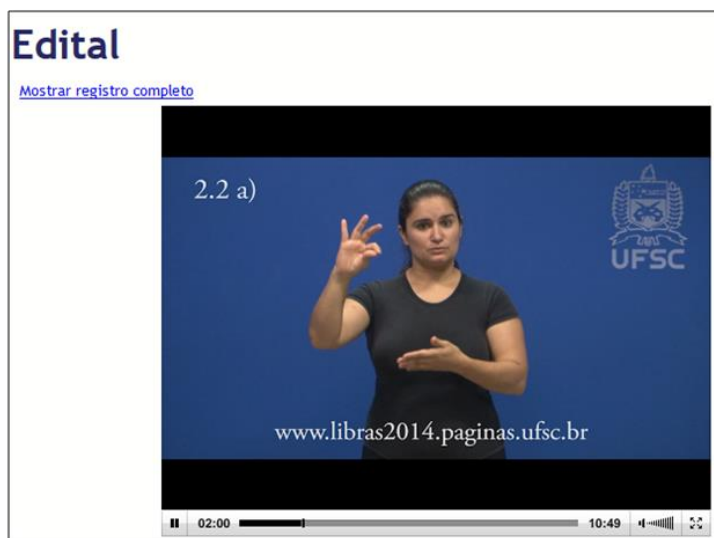 Edital
Mostrar registro completo
2.2 a)
UFSC
www.libras2014.paginas.ufsc.br
02:00
10:49